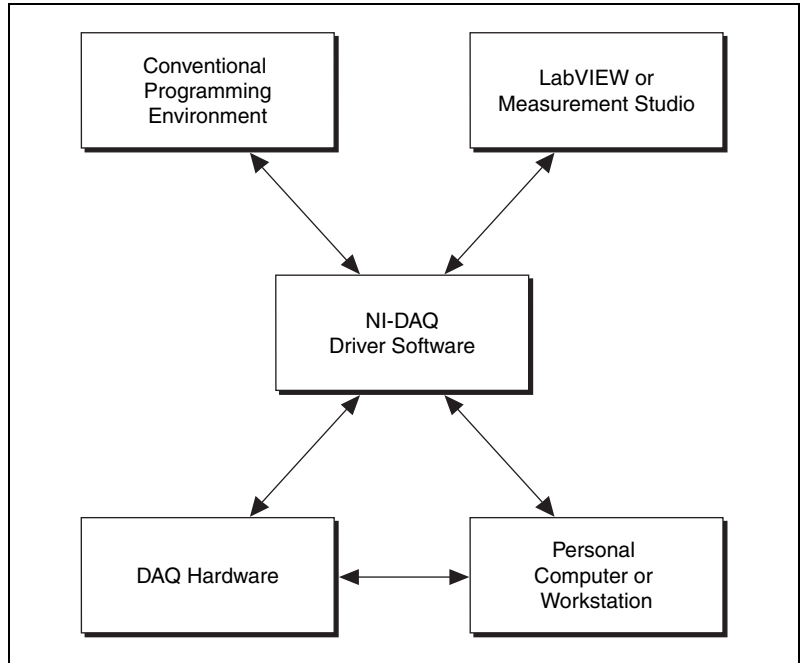 Conventional
Programming
Environment
LabVIEW or
Measurement Studio
NI-DAQ
Driver Software
DAQ Hardware
Personal
Computer or
Workstation